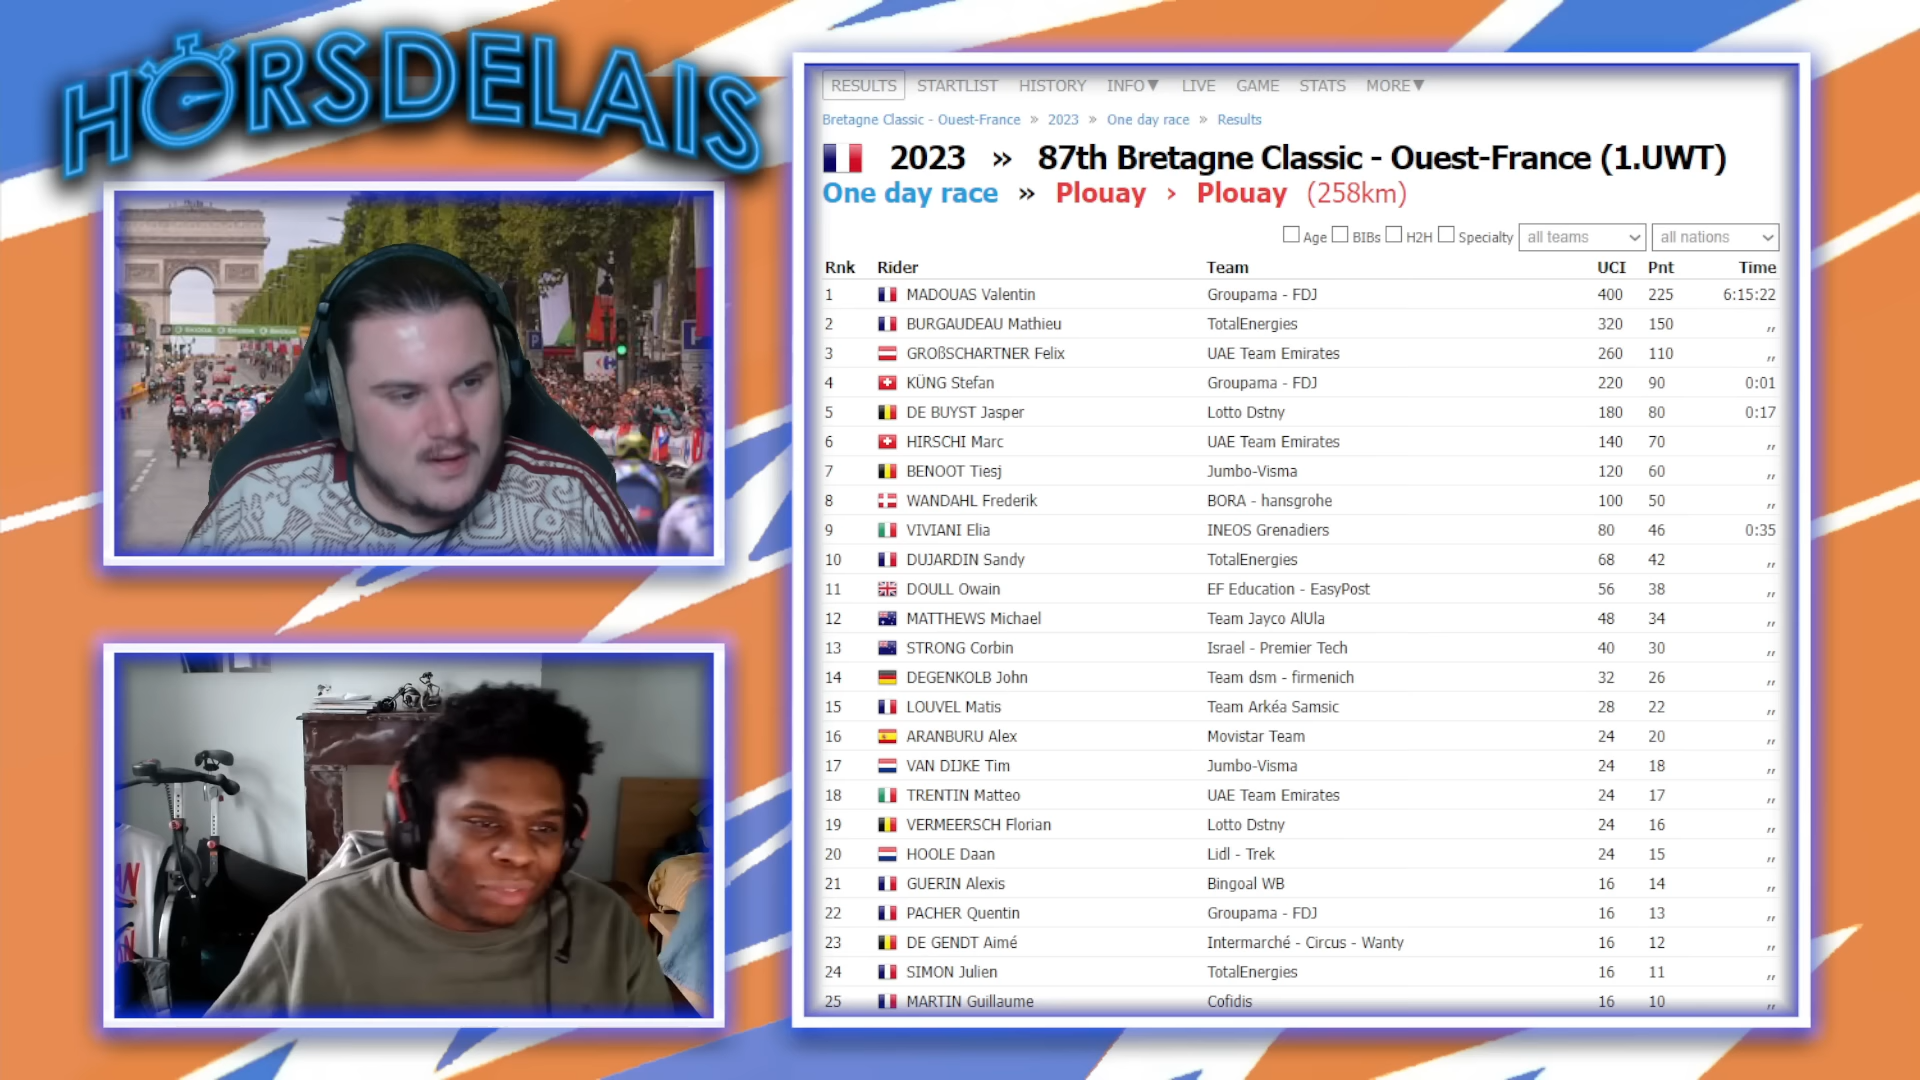 HORSDELAIS
RESULTS STARTLIST HISTORY INFO▼ LIVE GAME STATS MORE▼
Bretagne Classic - Ouest-France » 2023 » One day race » Results
2023 » 87th Bretagne Classic - Ouest-France (1.UWT)
One day race » Plouay › Plouay (258km)
Age BIBs H2H Specialty all teams all nations
Rnk Rider Team UCI Pnt Time
1 MADOUAS Valentin Groupama - FDJ 400 225 6:15:22
2 BURGAUDEAU Mathieu TotalEnergies 320 150 ,,
3 GROßSCHARTNER Felix UAE Team Emirates 260 110 ,,
4 KÜNG Stefan Groupama - FDJ 220 90 0:01
5 DE BUYST Jasper Lotto Dstny 180 80 0:17
6 HIRSCHI Marc UAE Team Emirates 140 70 ,,
7 BENOOT Tiesj Jumbo-Visma 120 60 ,,
8 WANDAHL Frederik BORA - hansgrohe 100 50 ,,
9 VIVIANI Elia INEOS Grenadiers 80 46 0:35
10 DUJARDIN Sandy TotalEnergies 68 42 ,,
11 DOULL Owain EF Education - EasyPost 56 38 ,,
12 MATTHEWS Michael Team Jayco AlUla 48 34 ,,
13 STRONG Corbin Israel - Premier Tech 40 30 ,,
14 DEGENKOLB John Team dsm - firmenich 32 26 ,,
15 LOUVEL Matis Team Arkéa Samsic 28 22 ,,
16 ARANBURU Alex Movistar Team 24 20 ,,
17 VAN DIJKE Tim Jumbo-Visma 24 18 ,,
18 TRENTIN Matteo UAE Team Emirates 24 17 ,,
19 VERMEERSCH Florian Lotto Dstny 24 16 ,,
20 HOOLE Daan Lidl - Trek 24 15 ,,
21 GUERIN Alexis Bingoal WB 16 14 ,,
22 PACHER Quentin Groupama - FDJ 16 13 ,,
23 DE GENDT Aimé Intermarché - Circus - Wanty 16 12 ,,
24 SIMON Julien TotalEnergies 16 11 ,,
25 MARTIN Guillaume Cofidis 16 10 ,,